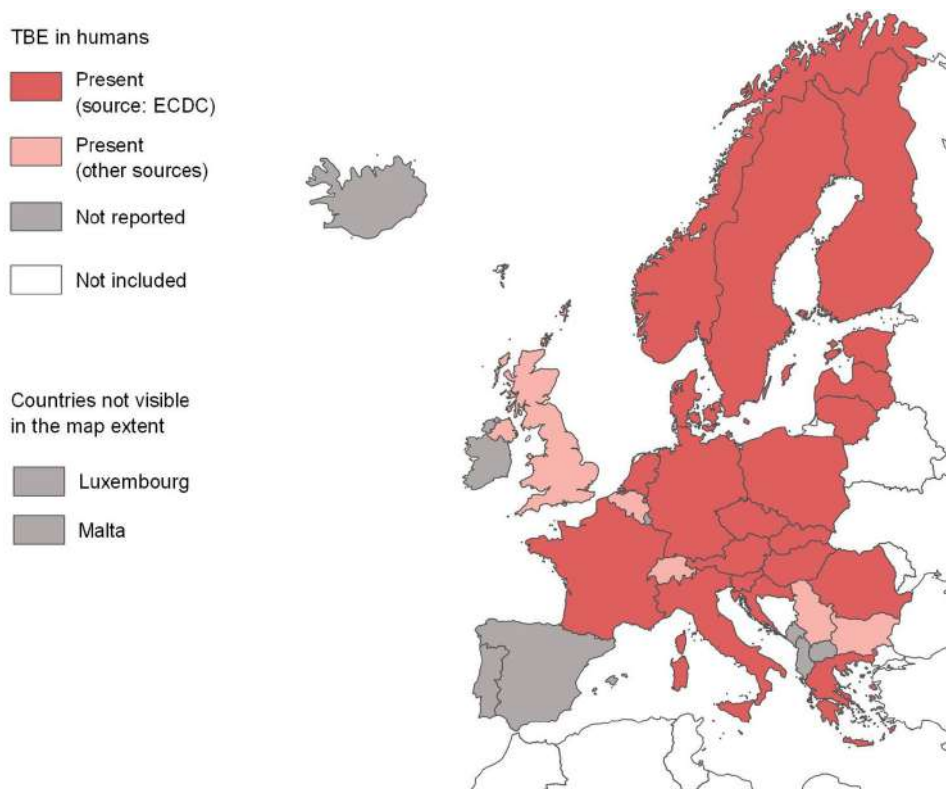 TBE in humans
Present
(source: ECDC)
Present
(other sources)
Not reported
Not included
Countries not visible
in the map extent
Luxembourg
Malta